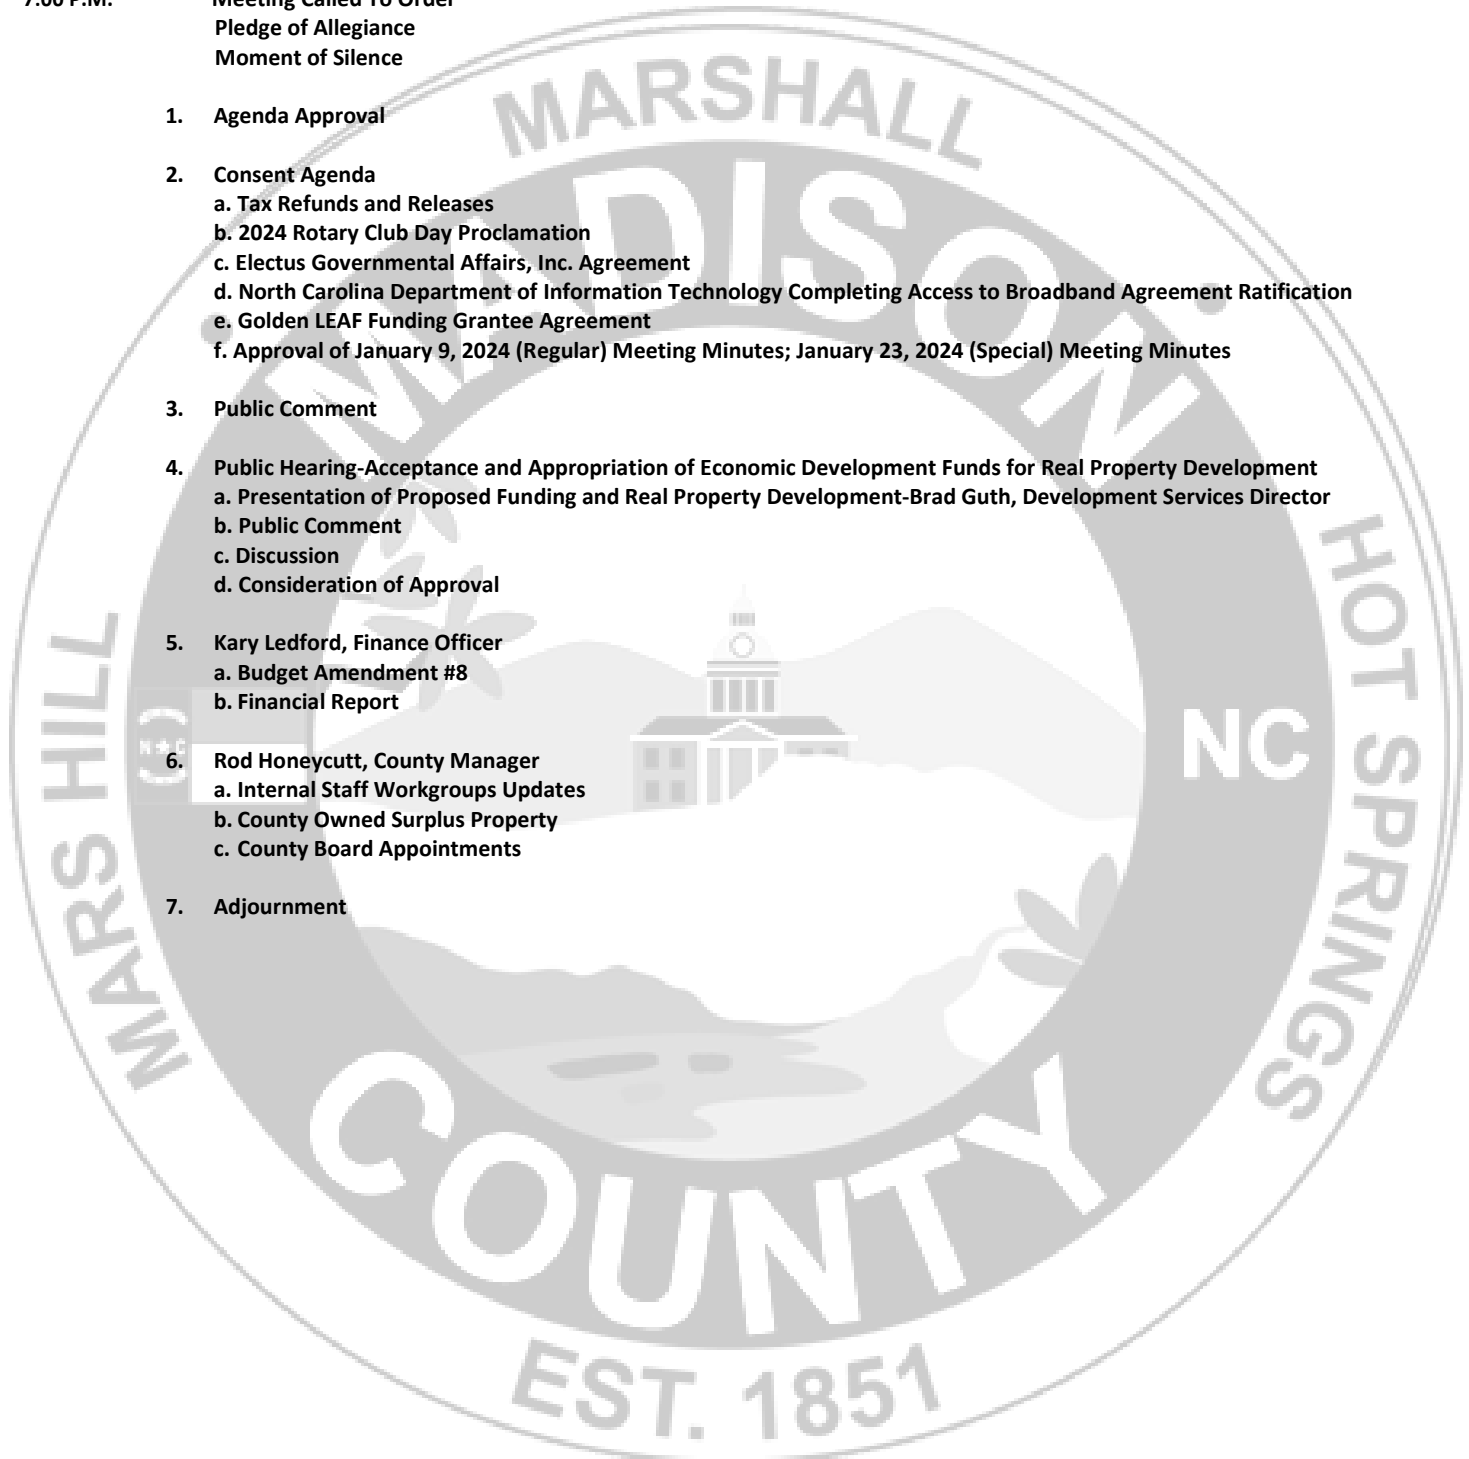 7:00 P.M. Meeting Called To Order
Pledge of Allegiance
Moment of Silence
1. Agenda Approval
2. Consent Agenda
a. Tax Refunds and Releases
b. 2024 Rotary Club Day Proclamation
c. Electus Governmental Affairs, Inc. Agreement
d. North Carolina Department of Information Technology Completing Access to Broadband Agreement Ratification
e. Golden LEAF Funding Grantee Agreement
f. Approval of January 9, 2024 (Regular) Meeting Minutes; January 23, 2024 (Special) Meeting Minutes
3. Public Comment
4. Public Hearing-Acceptance and Appropriation of Economic Development Funds for Real Property Development
a. Presentation of Proposed Funding and Real Property Development-Brad Guth, Development Services Director
b. Public Comment
c. Discussion
d. Consideration of Approval
5. Kary Ledford, Finance Officer
a. Budget Amendment #8
b. Financial Report
6. Rod Honeycutt, County Manager
a. Internal Staff Workgroups Updates
b. County Owned Surplus Property
c. County Board Appointments
7. Adjournment
MARSHALL
MADISON
MARS HILL
HOT SPRINGS
N★C
NC
COUNTY
EST. 1851